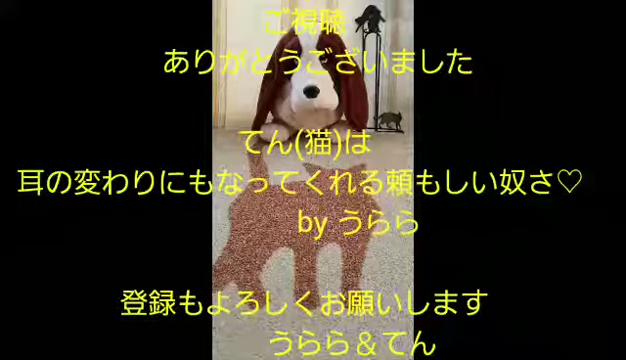 ご視聴
ありがとうございました
てん(猫)は
耳の変わりにもなってくれる頼もしい奴さ♡
by うらら
登録もよろしくお願いします
うらら＆てん